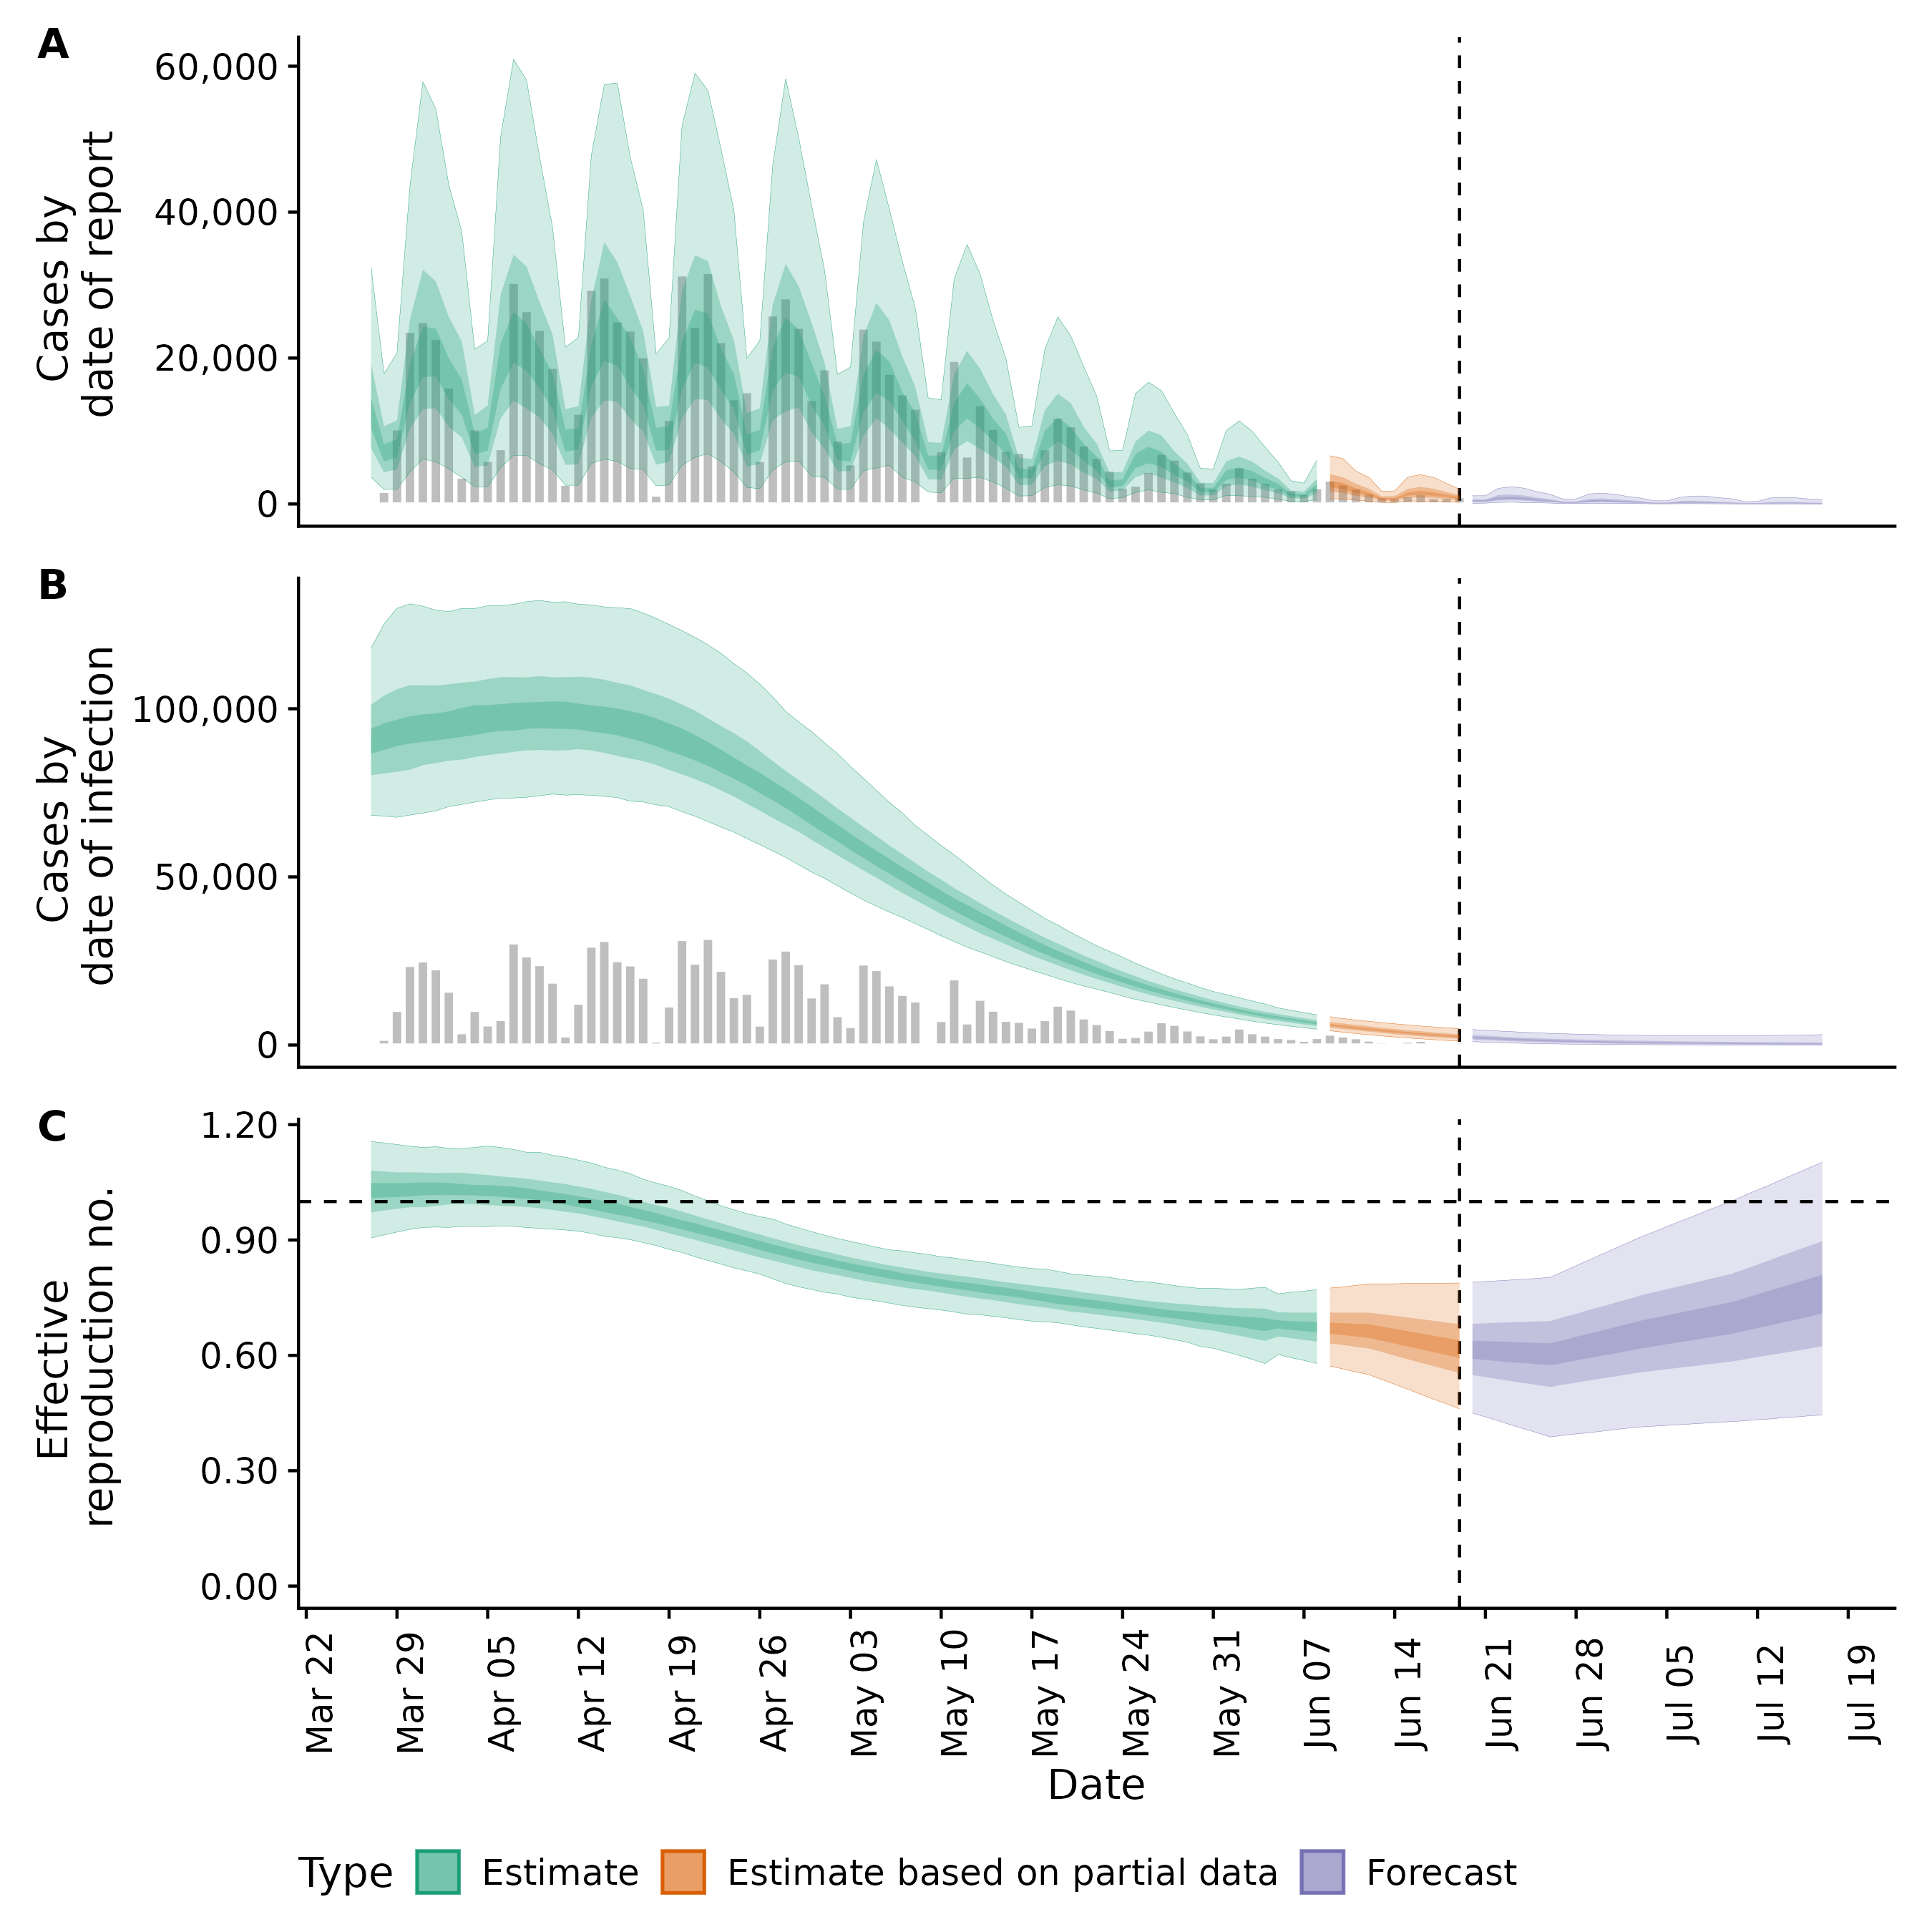 A
Cases by
date of report
60,000
40,000
20,000
0
B
Cases by
date of infection
100,000
50,000
0
C
Effective
reproduction no.
1.20
0.90
0.60
0.30
0.00
Mar 22
Mar 29
Apr 05
Apr 12
Apr 19
Apr 26
May 03
May 10
May 17
May 24
May 31
Jun 07
Jun 14
Jun 21
Jun 28
Jul 05
Jul 12
Jul 19
Date
Type Estimate Estimate based on partial data Forecast